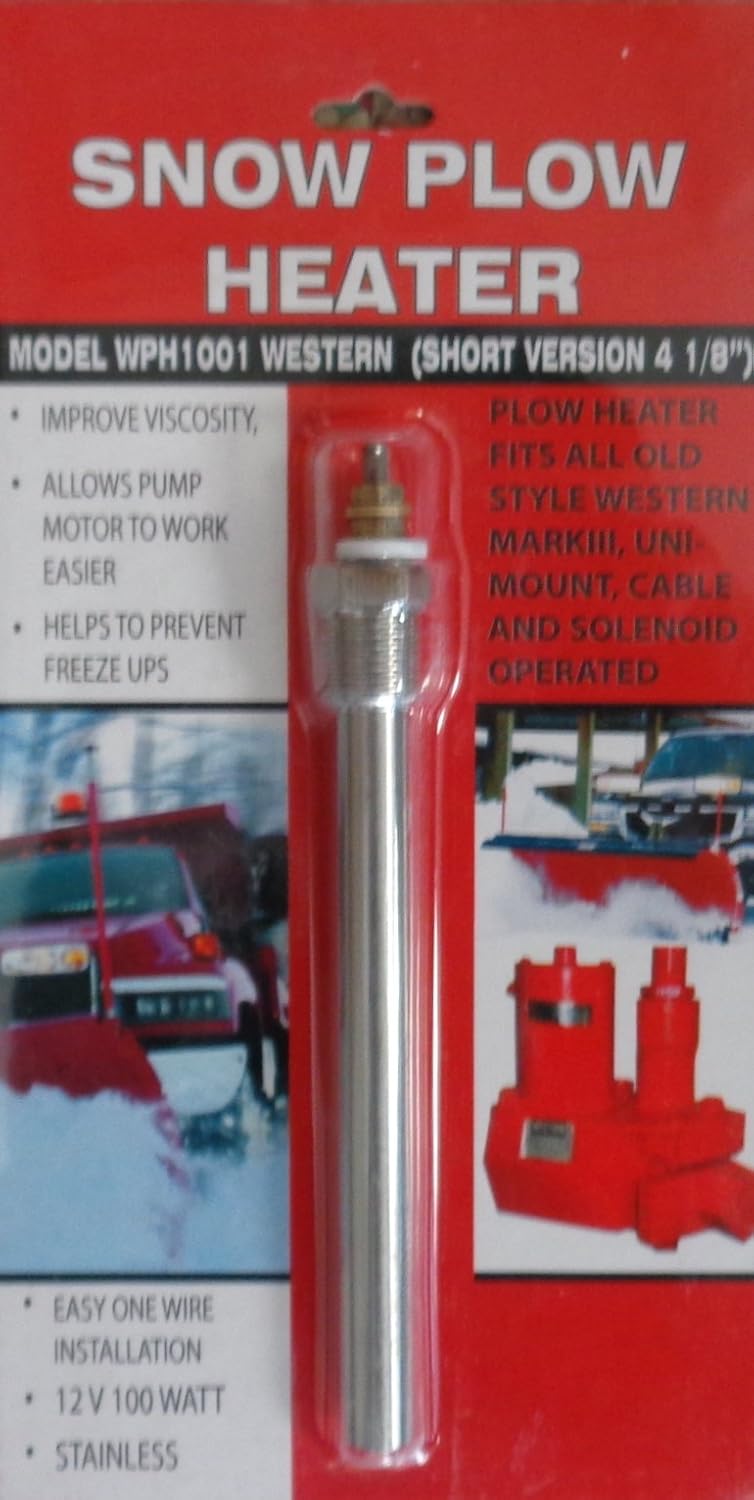 SNOW PLOW
HEATER
MODEL WPH1001 WESTERN (SHORT VERSION 4 1/8")
• IMPROVE VISCOSITY,
• ALLOWS PUMP
MOTOR TO WORK
EASIER
• HELPS TO PREVENT
FREEZE UPS
PLOW HEATER
FITS ALL OLD
STYLE WESTERN
MARKIII, UNI-
MOUNT, CABLE
AND SOLENOID
OPERATED
• EASY ONE WIRE
INSTALLATION
• 12 V 100 WATT
• STAINLESS